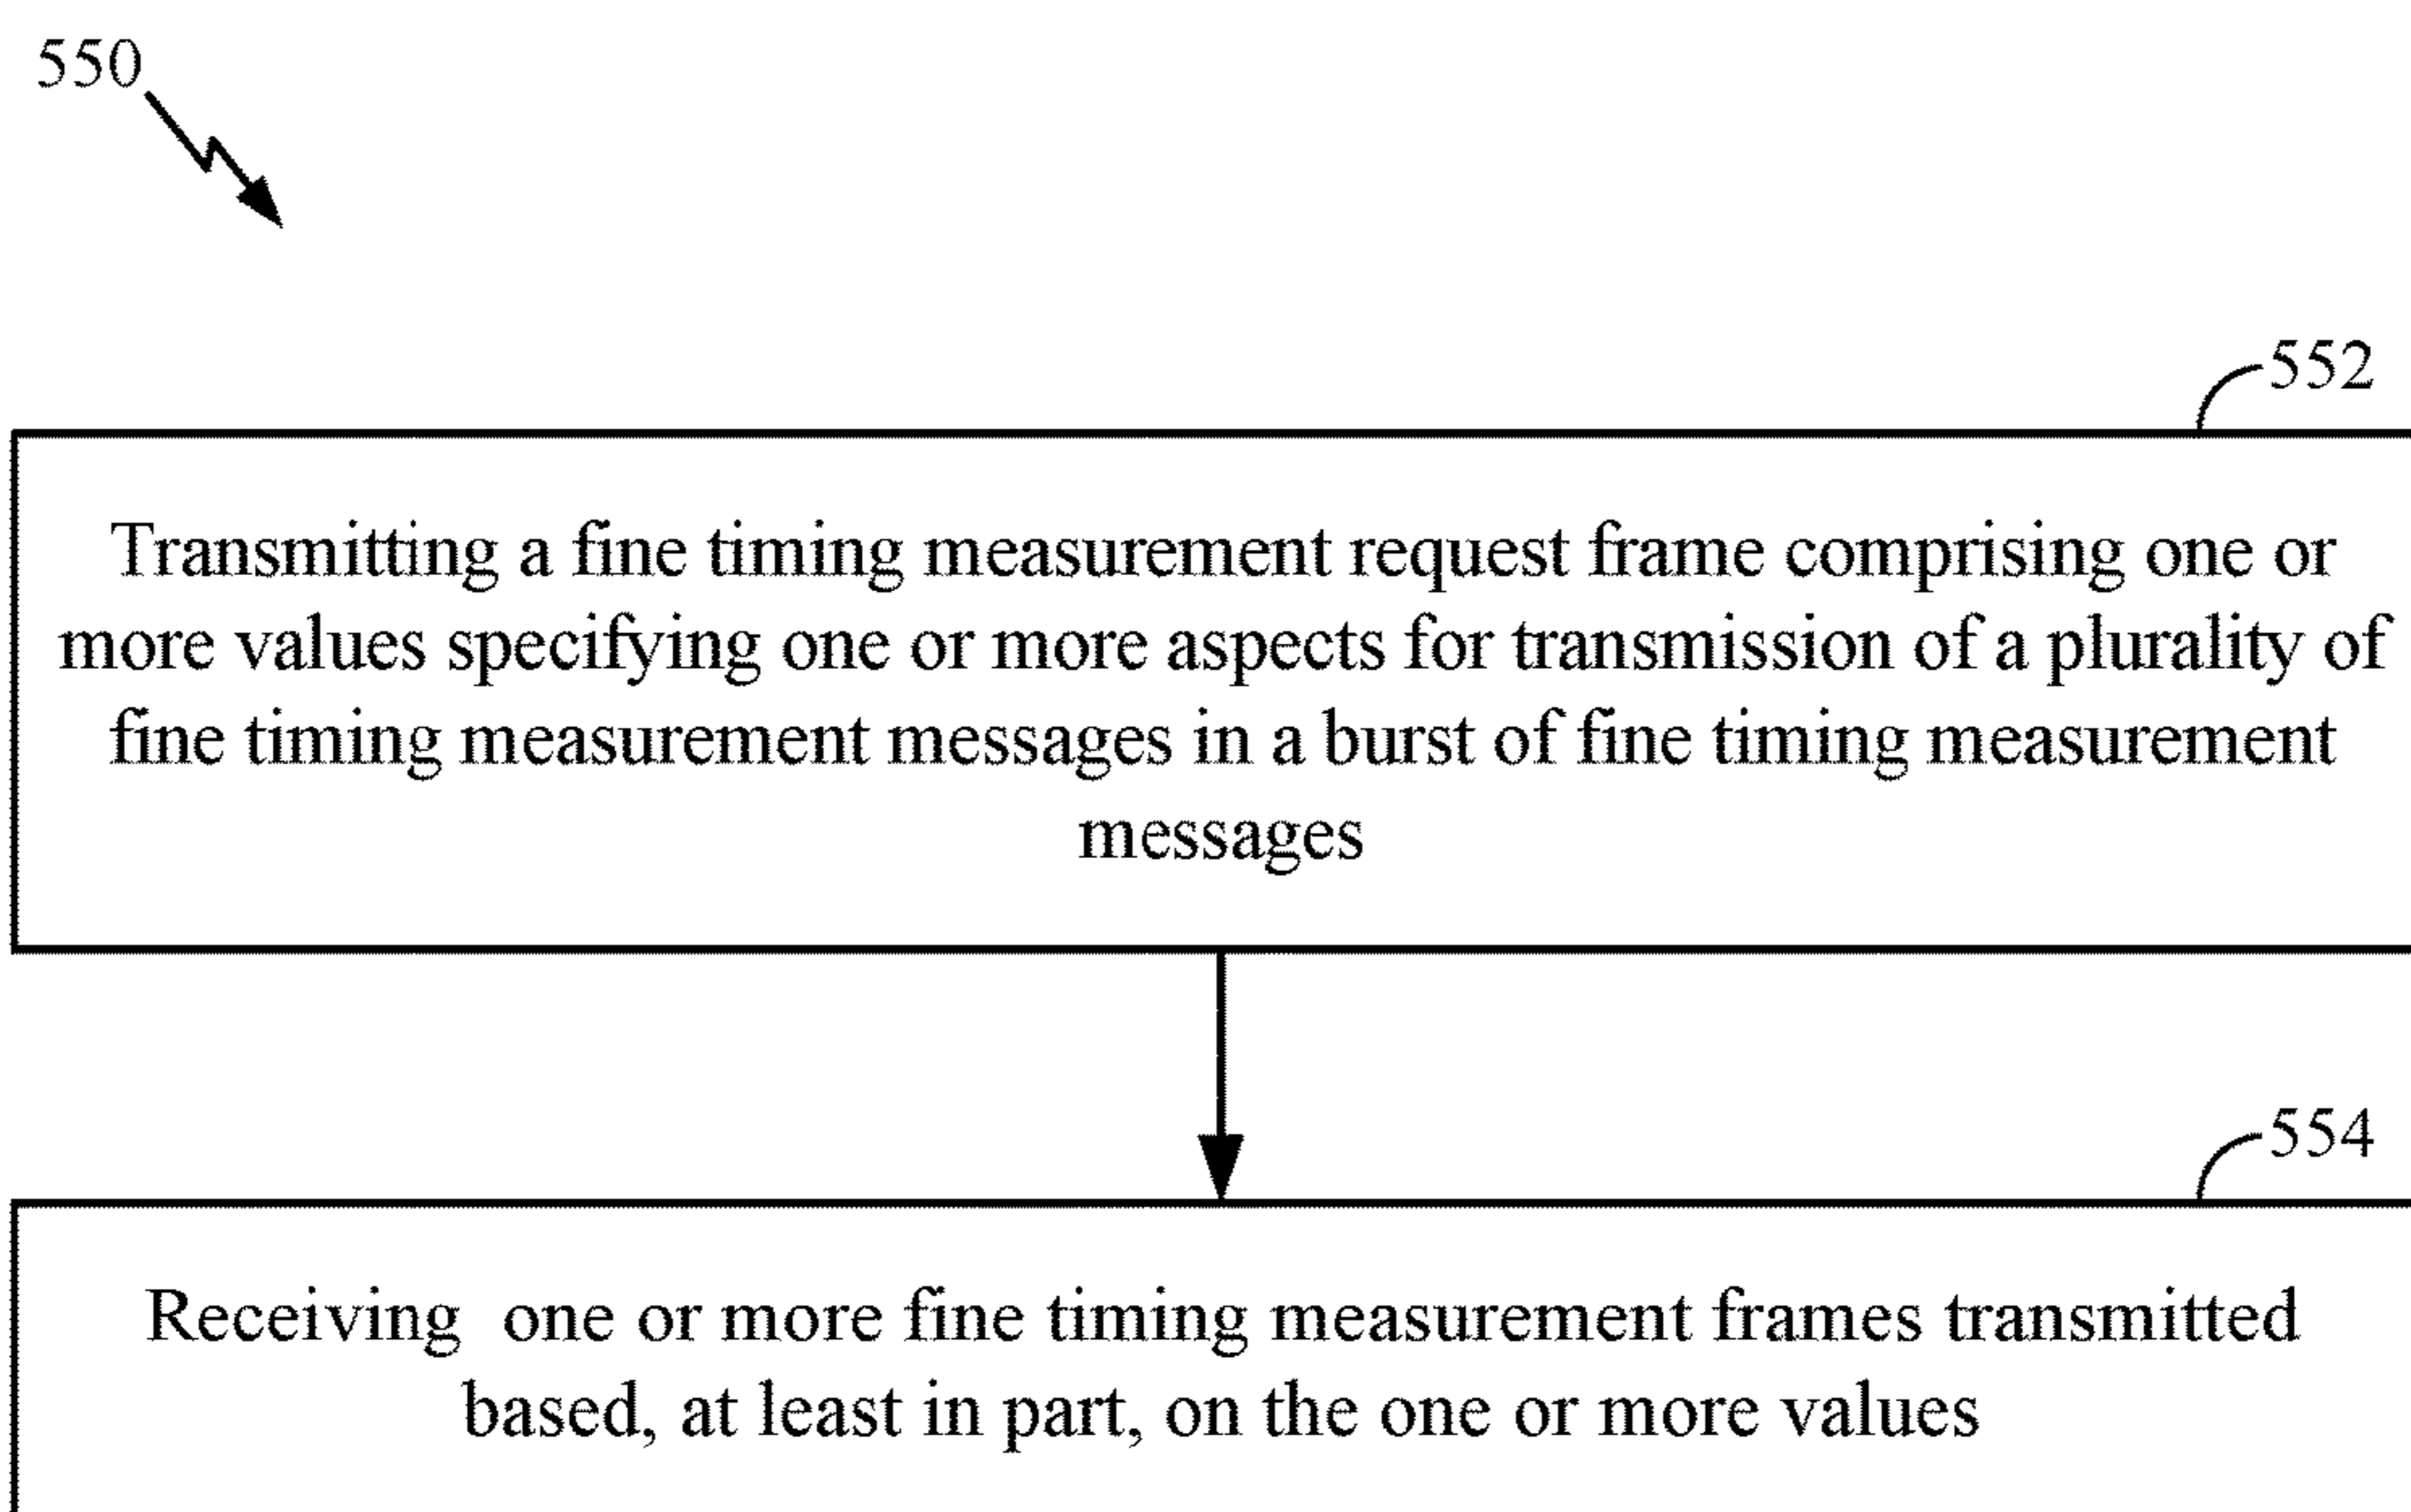 550
552
Transmitting a fine timing measurement request frame comprising one or
more values specifying one or more aspects for transmission of a plurality of
fine timing measurement messages in a burst of fine timing measurement
messages
554
Receiving one or more fine timing measurement frames transmitted
based, at least in part, on the one or more values